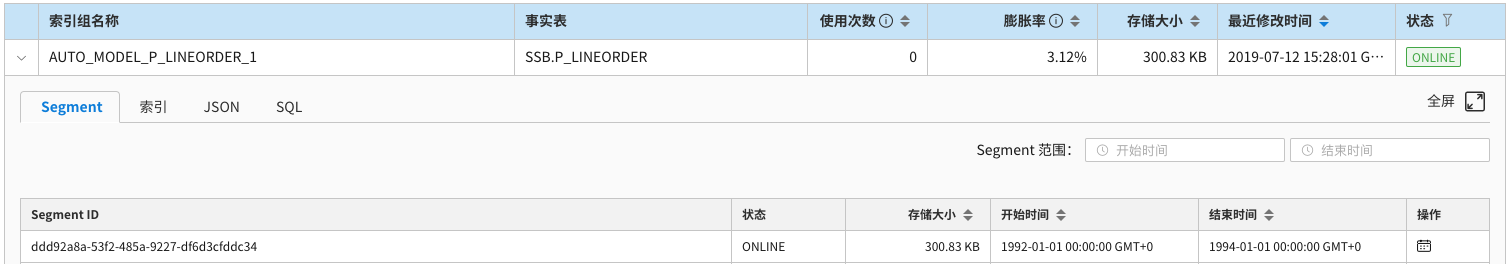 索引组名称 事实表 使用次数 膨胀率 存储大小 最近修改时间 状态
AUTO_MODEL_P_LINEORDER_1 SSB.P_LINEORDER 0 3.12% 300.83 KB 2019-07-12 15:28:01 G··· ONLINE
Segment 索引 JSON SQL 全屏
Segment 范围： 开始时间 结束时间
Segment ID 状态 存储大小 开始时间 结束时间 操作
ddd92a8a-53f2-485a-9227-df6d3cfddc34 ONLINE 300.83 KB 1992-01-01 00:00:00 GMT+0 1994-01-01 00:00:00 GMT+0